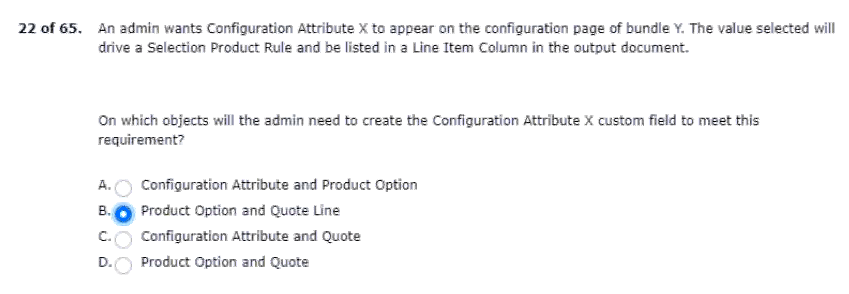 22 of 65. An admin wants Configuration Attribute X to appear on the configuration page of bundle Y. The value selected will
drive a Selection Product Rule and be listed in a Line Item Column in the output document.
On which objects will the admin need to create the Configuration Attribute X custom field to meet this
requirement?
A. Configuration Attribute and Product Option
B. Product Option and Quote Line
C. Configuration Attribute and Quote
D. Product Option and Quote